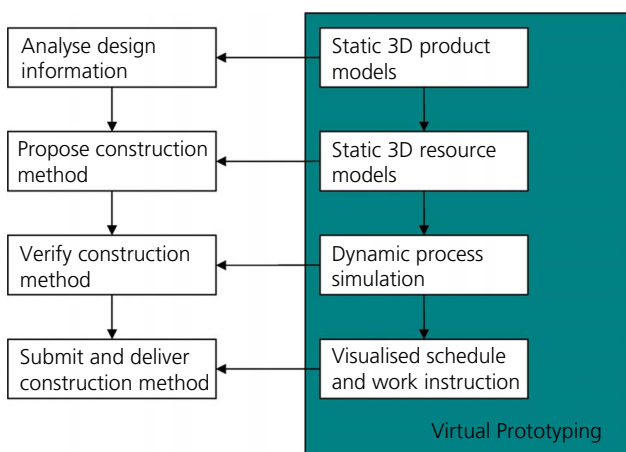 Analyse design
information
Static 3D product
models
Propose construction
method
Static 3D resource
models
Verify construction
method
Dynamic process
simulation
Submit and deliver
construction method
Visualised schedule
and work instruction
Virtual Prototyping